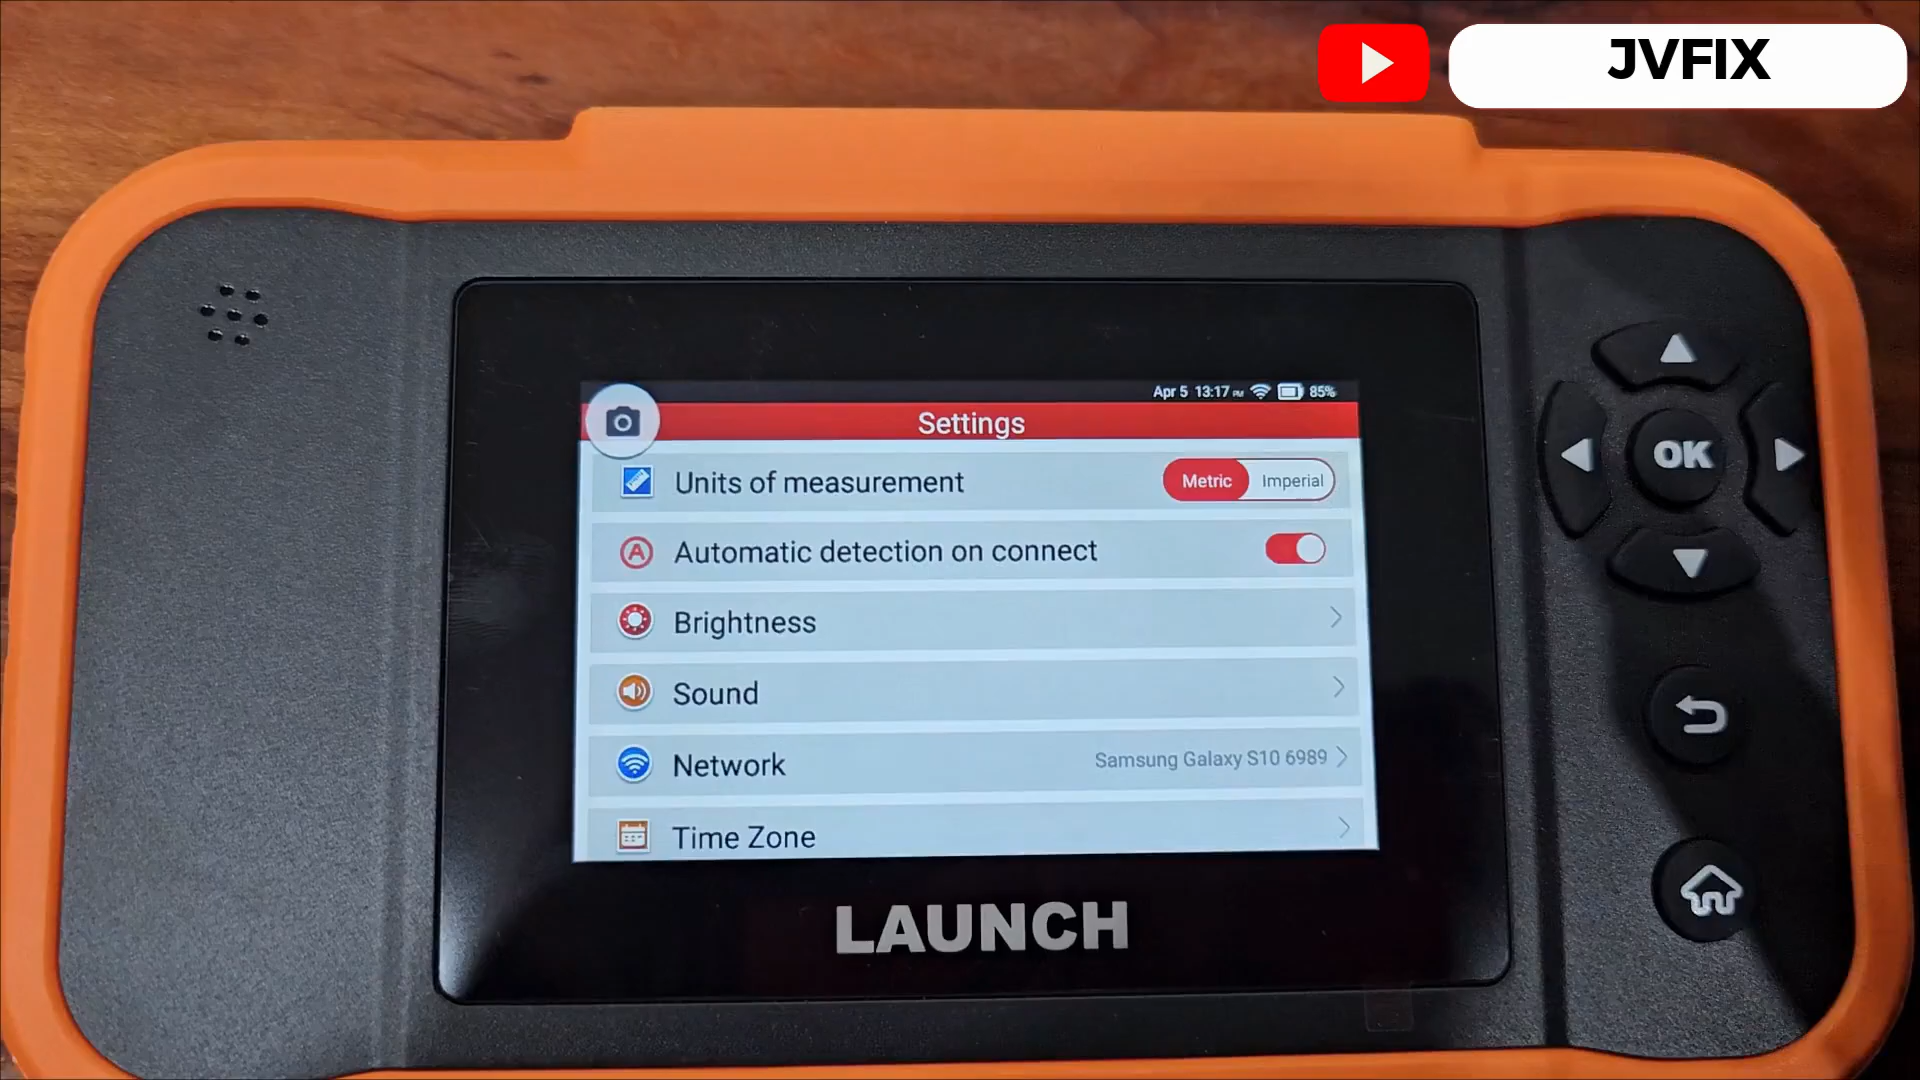 JVFIX
Apr 5 13:17 PM 85%
Settings
Units of measurement Metric Imperial
Automatic detection on connect
Brightness
Sound
Network Samsung Galaxy S10 6989
Time Zone
OK
LAUNCH